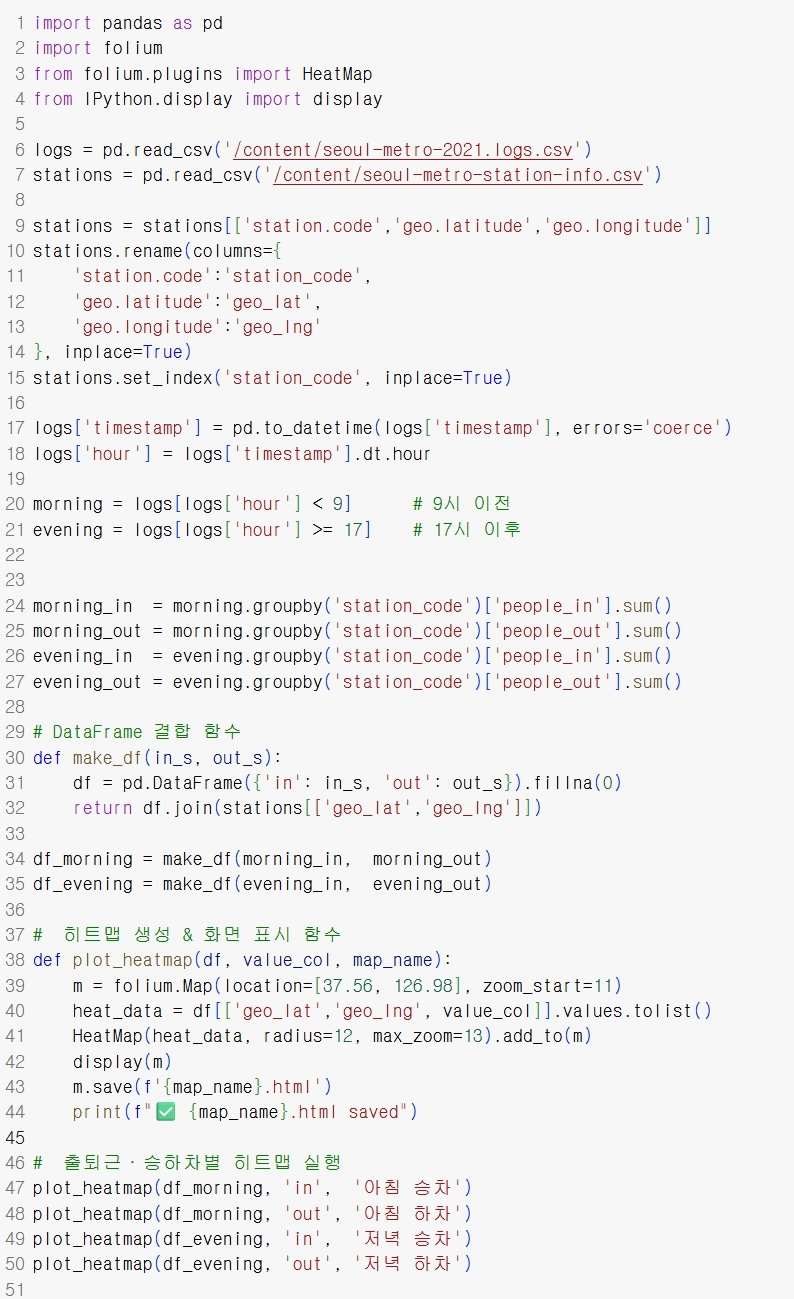 1 import pandas as pd
2 import folium
3 from folium.plugins import HeatMap
4 from IPython.display import display
5
6 logs = pd.read_csv('/content/seoul-metro-2021.logs.csv')
7 stations = pd.read_csv('/content/seoul-metro-station-info.csv')
8
9 stations = stations[['station.code','geo.latitude','geo.longitude']]
10 stations.rename(columns={
11     'station.code':'station_code',
12     'geo.latitude':'geo_lat',
13     'geo.longitude':'geo_lng'
14 }, inplace=True)
15 stations.set_index('station_code', inplace=True)
16
17 logs['timestamp'] = pd.to_datetime(logs['timestamp'], errors='coerce')
18 logs['hour'] = logs['timestamp'].dt.hour
19
20 morning = logs[logs['hour'] < 9]      # 9시 이전
21 evening = logs[logs['hour'] >= 17]    # 17시 이후
22
23
24 morning_in  = morning.groupby('station_code')['people_in'].sum()
25 morning_out = morning.groupby('station_code')['people_out'].sum()
26 evening_in  = evening.groupby('station_code')['people_in'].sum()
27 evening_out = evening.groupby('station_code')['people_out'].sum()
28
29 # DataFrame 결합 함수
30 def make_df(in_s, out_s):
31     df = pd.DataFrame({'in': in_s, 'out': out_s}).fillna(0)
32     return df.join(stations[['geo_lat','geo_lng']])
33
34 df_morning = make_df(morning_in,  morning_out)
35 df_evening = make_df(evening_in,  evening_out)
36
37 #  히트맵 생성 & 화면 표시 함수
38 def plot_heatmap(df, value_col, map_name):
39     m = folium.Map(location=[37.56, 126.98], zoom_start=11)
40     heat_data = df[['geo_lat','geo_lng', value_col]].values.tolist()
41     HeatMap(heat_data, radius=12, max_zoom=13).add_to(m)
42     display(m)
43     m.save(f'{map_name}.html')
44     print(f"✅ {map_name}.html saved")
45
46 #  출퇴근·승하차별 히트맵 실행
47 plot_heatmap(df_morning, 'in',  '아침 승차')
48 plot_heatmap(df_morning, 'out', '아침 하차')
49 plot_heatmap(df_evening, 'in',  '저녁 승차')
50 plot_heatmap(df_evening, 'out', '저녁 하차')
51